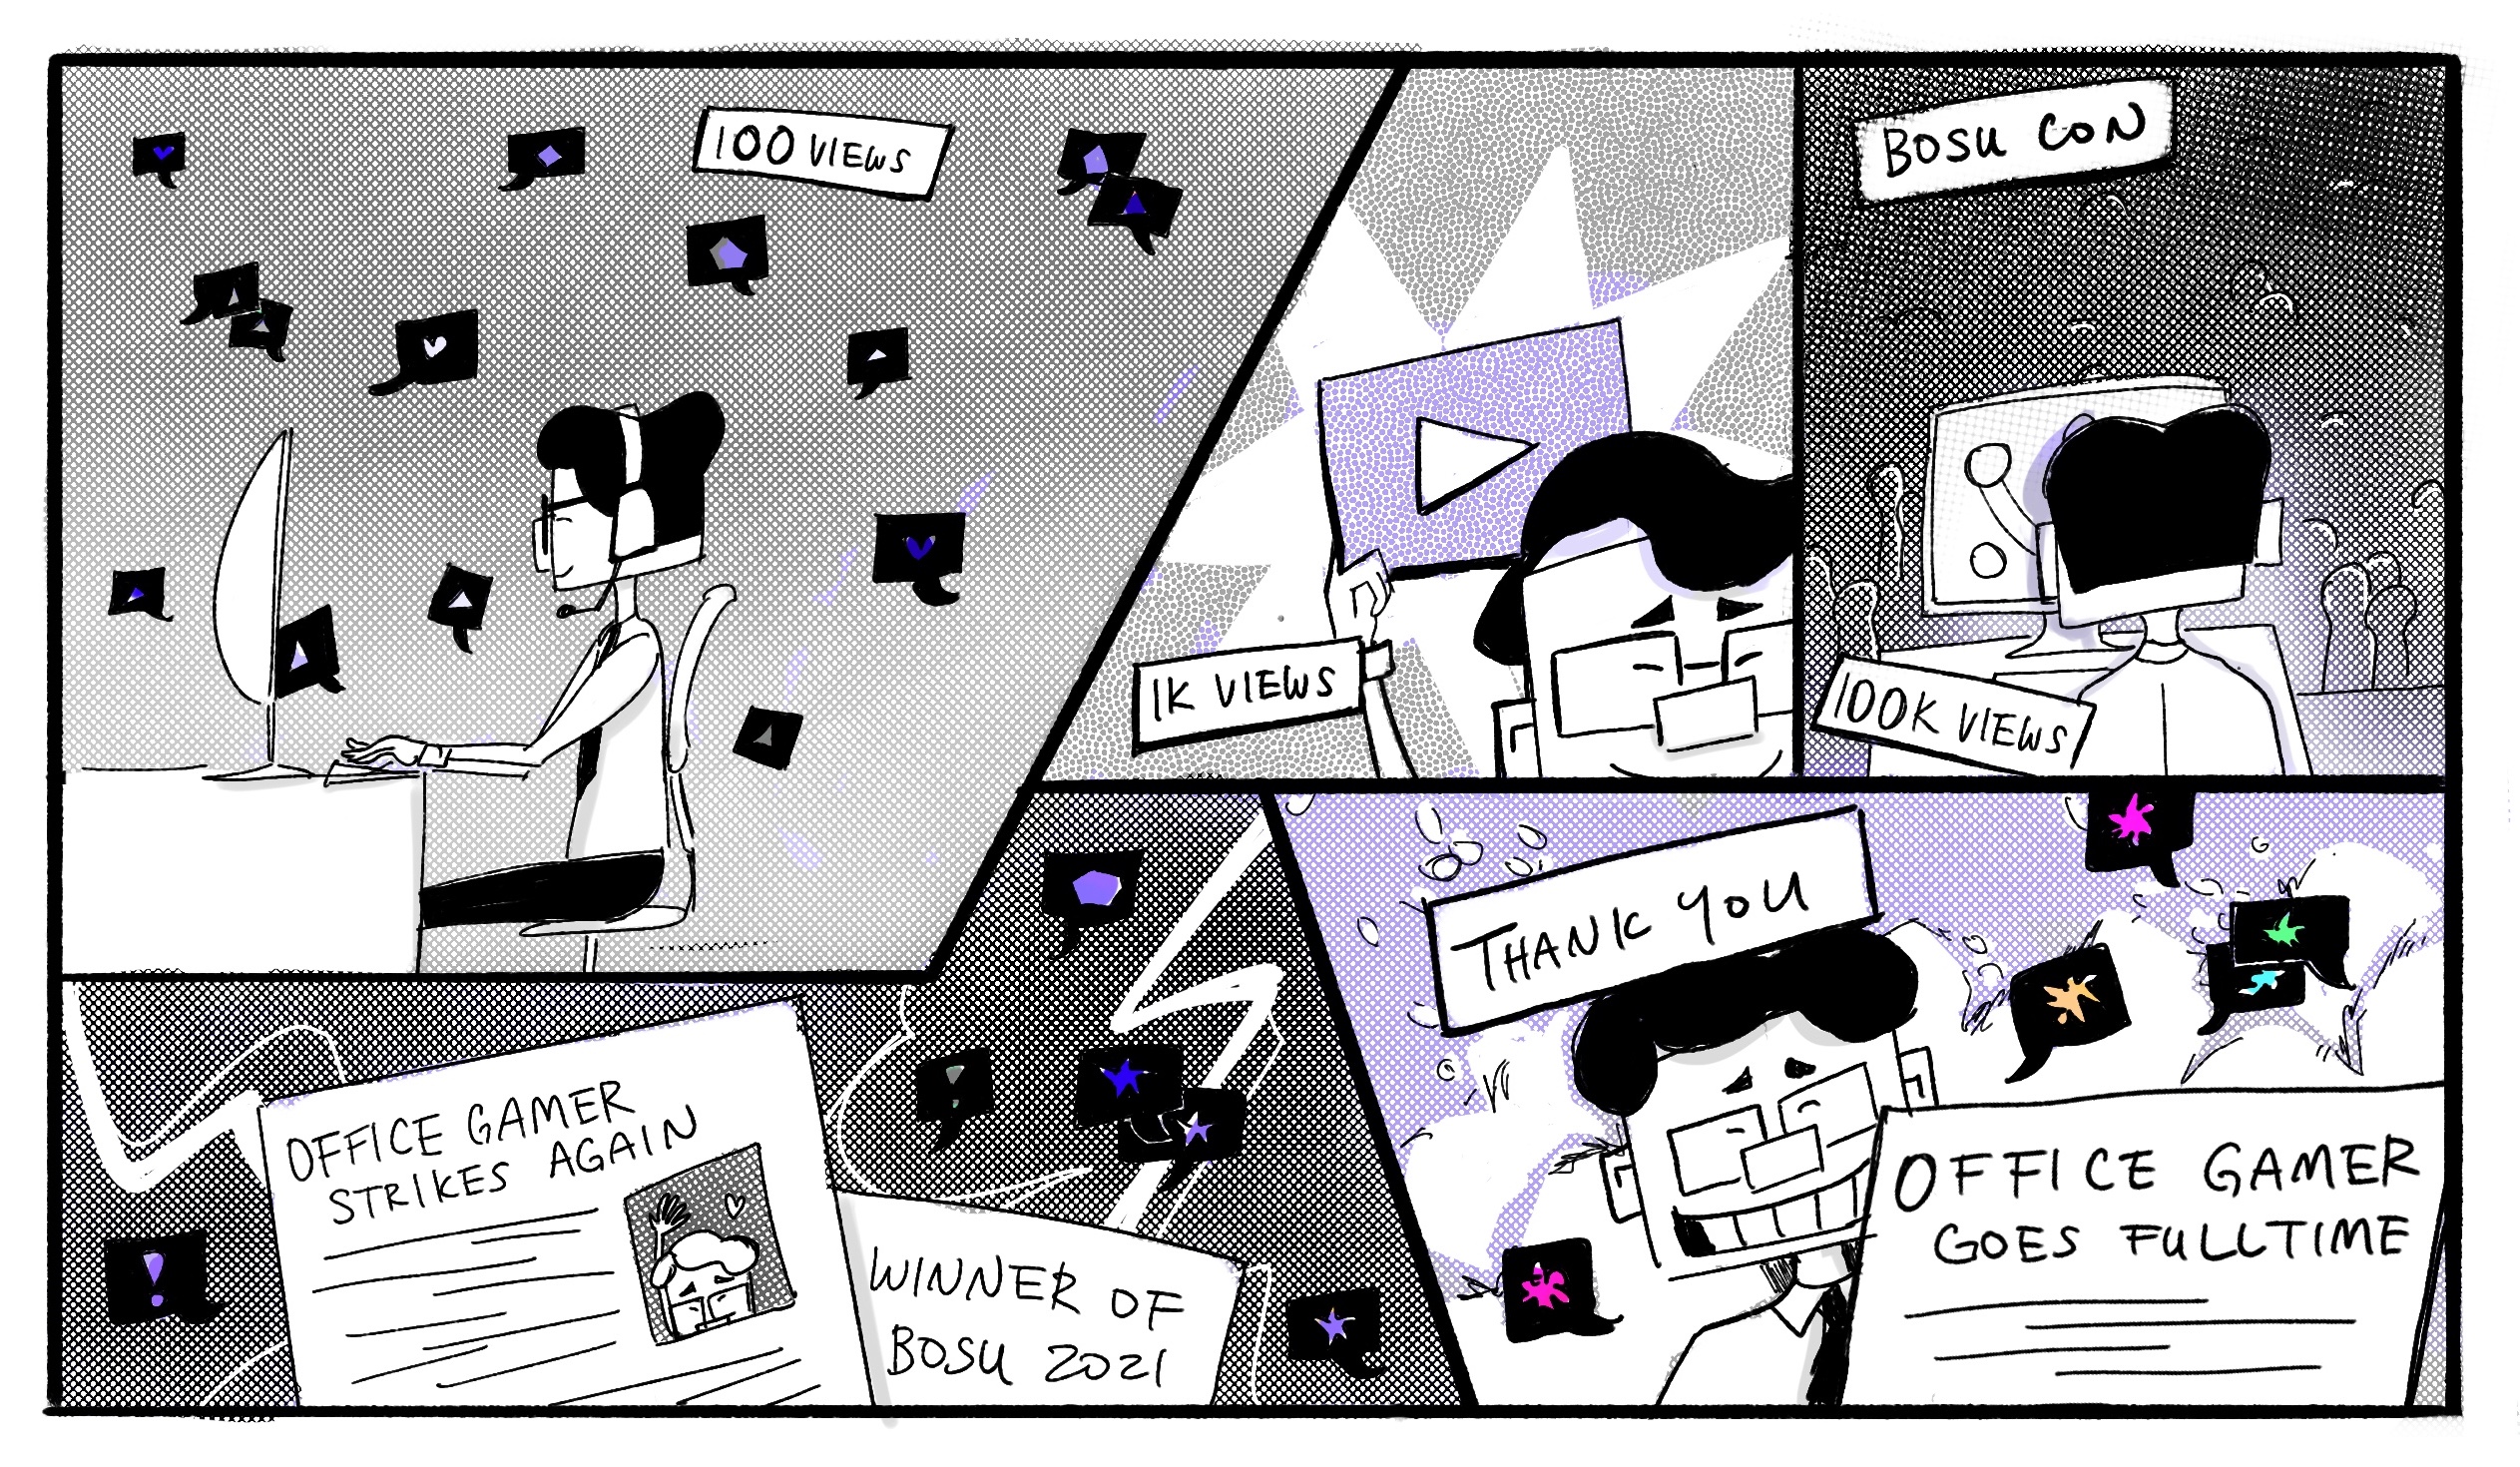 100 VIEWS
1K VIEWS
BOSU CON
100K VIEWS
OFFICE GAMER
STRIKES AGAIN
WINNER OF
BOSU 2021
THANK YOU
OFFICE GAMER
GOES FULLTIME